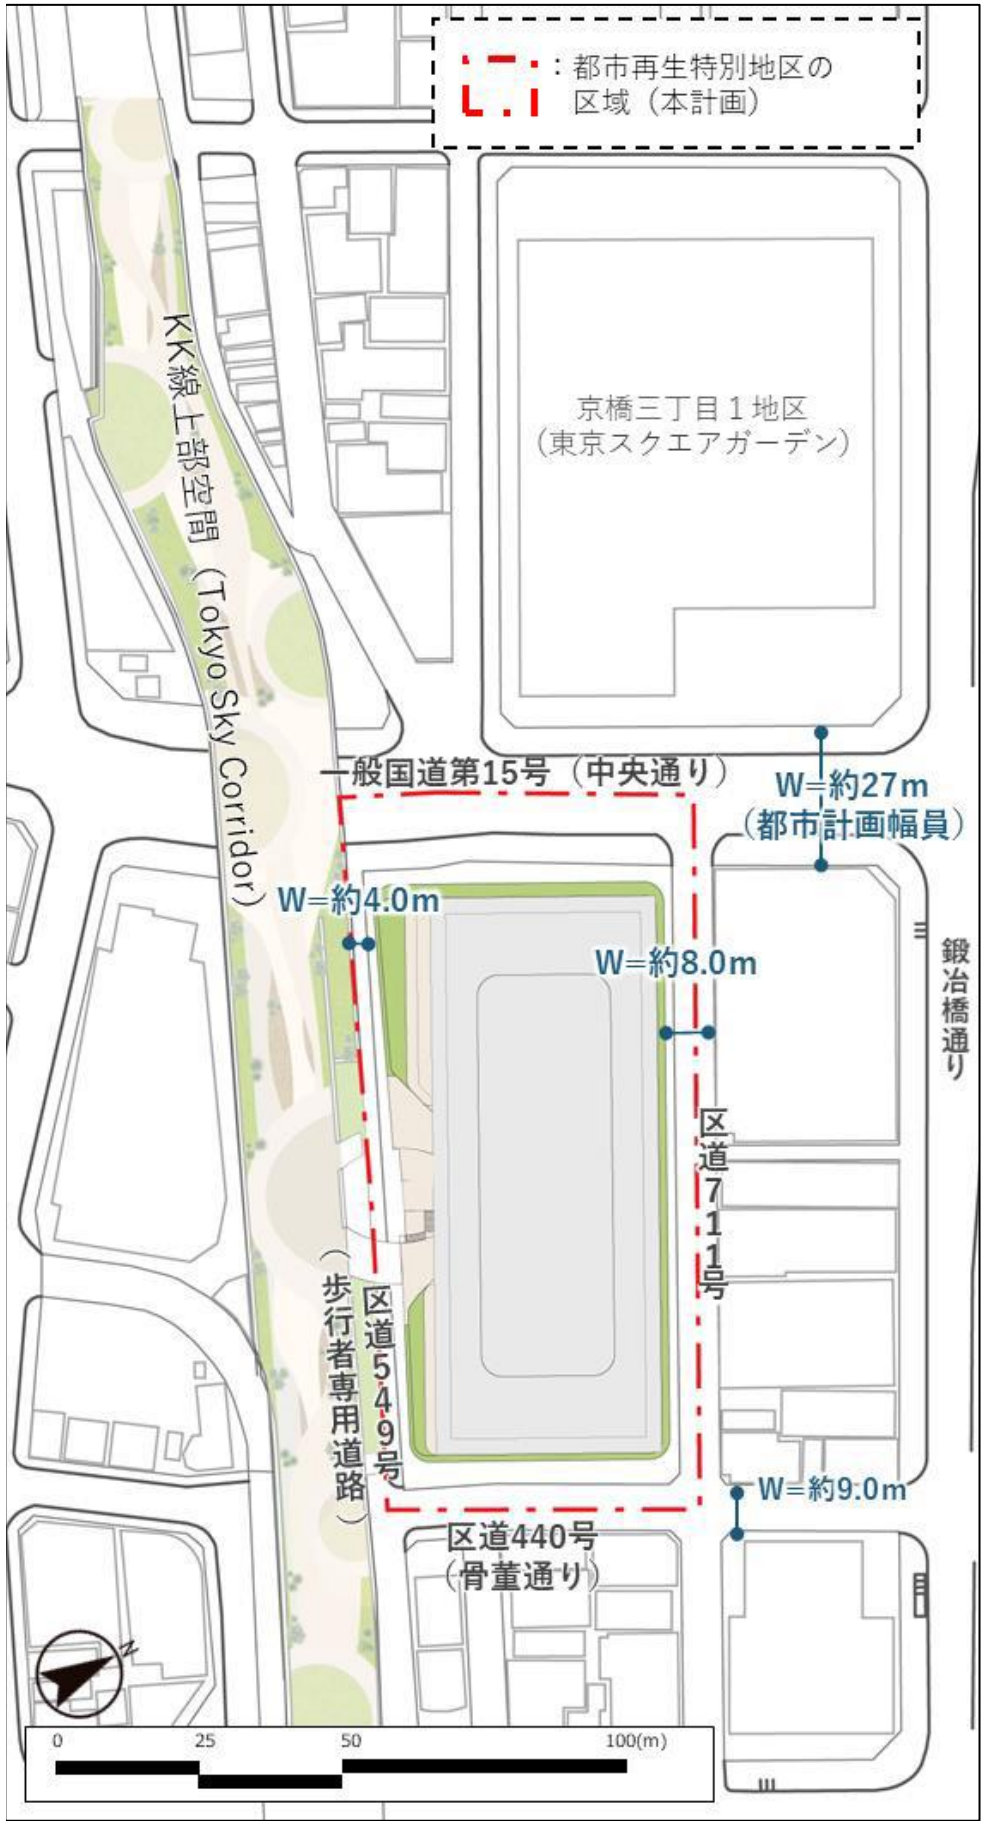 ：都市再生特別地区の
区域（本計画）
京橋三丁目１地区
（東京スクエアガーデン）
KK線上部空間（Tokyo Sky Corridor）
一般国道第15号（中央通り）
W=約27m
（都市計画幅員）
W=約4.0m
W=約8.0m
鍛冶橋通り
区道711号
区道549号
（歩行者専用道路）
W=約9.0m
区道440号
（骨董通り）
N
0 25 50 100(m)